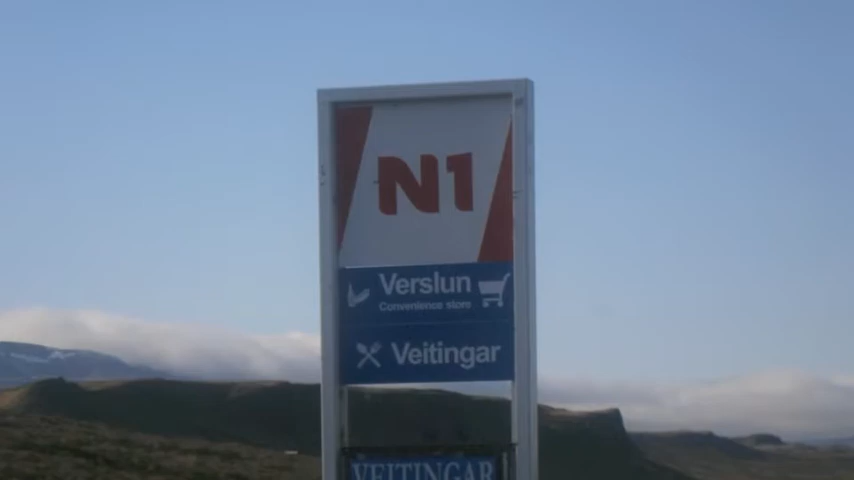 N1
Verslun
Convenience store
Veitingar
VEITINGAR